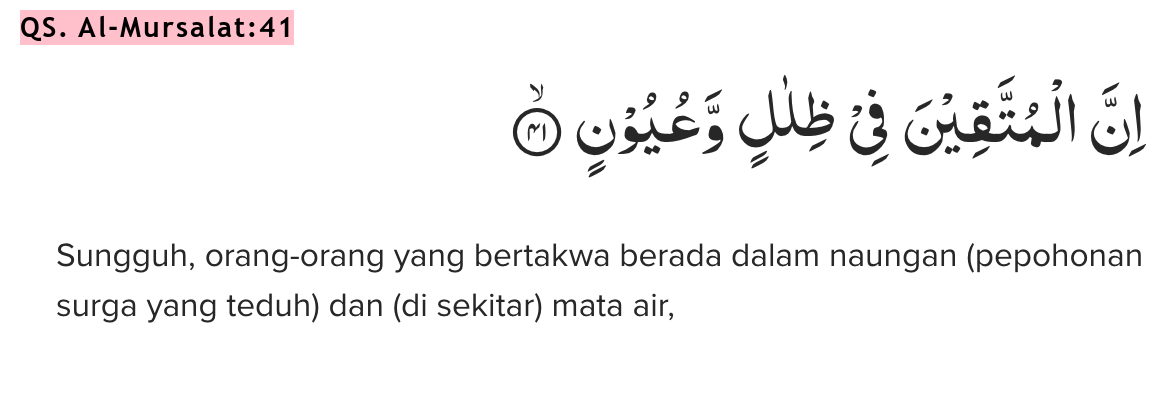 QS. Al-Mursalat:41
اِنَّ الْمُتَّقِيْنَ فِيْ ظِلٰلٍ وَّعُيُوْنٍۙ ۝٤١
Sungguh, orang-orang yang bertakwa berada dalam naungan (pepohonan
surga yang teduh) dan (di sekitar) mata air,